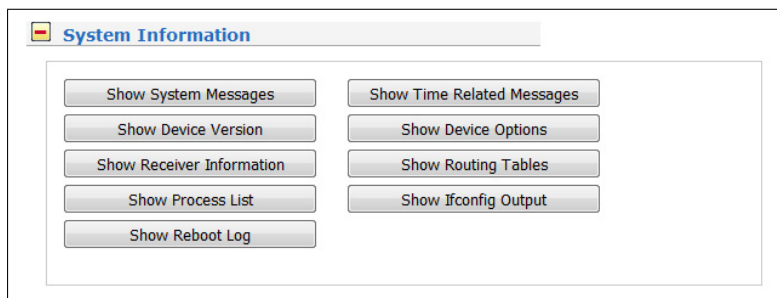 System Information
Show System Messages
Show Time Related Messages
Show Device Version
Show Device Options
Show Receiver Information
Show Routing Tables
Show Process List
Show Ifconfig Output
Show Reboot Log